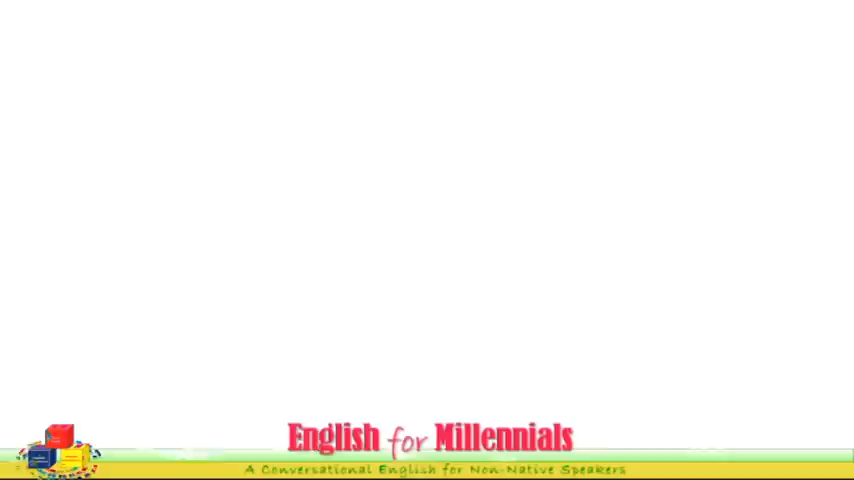 English for Millennials
A Conversational English for Non-Native Speakers